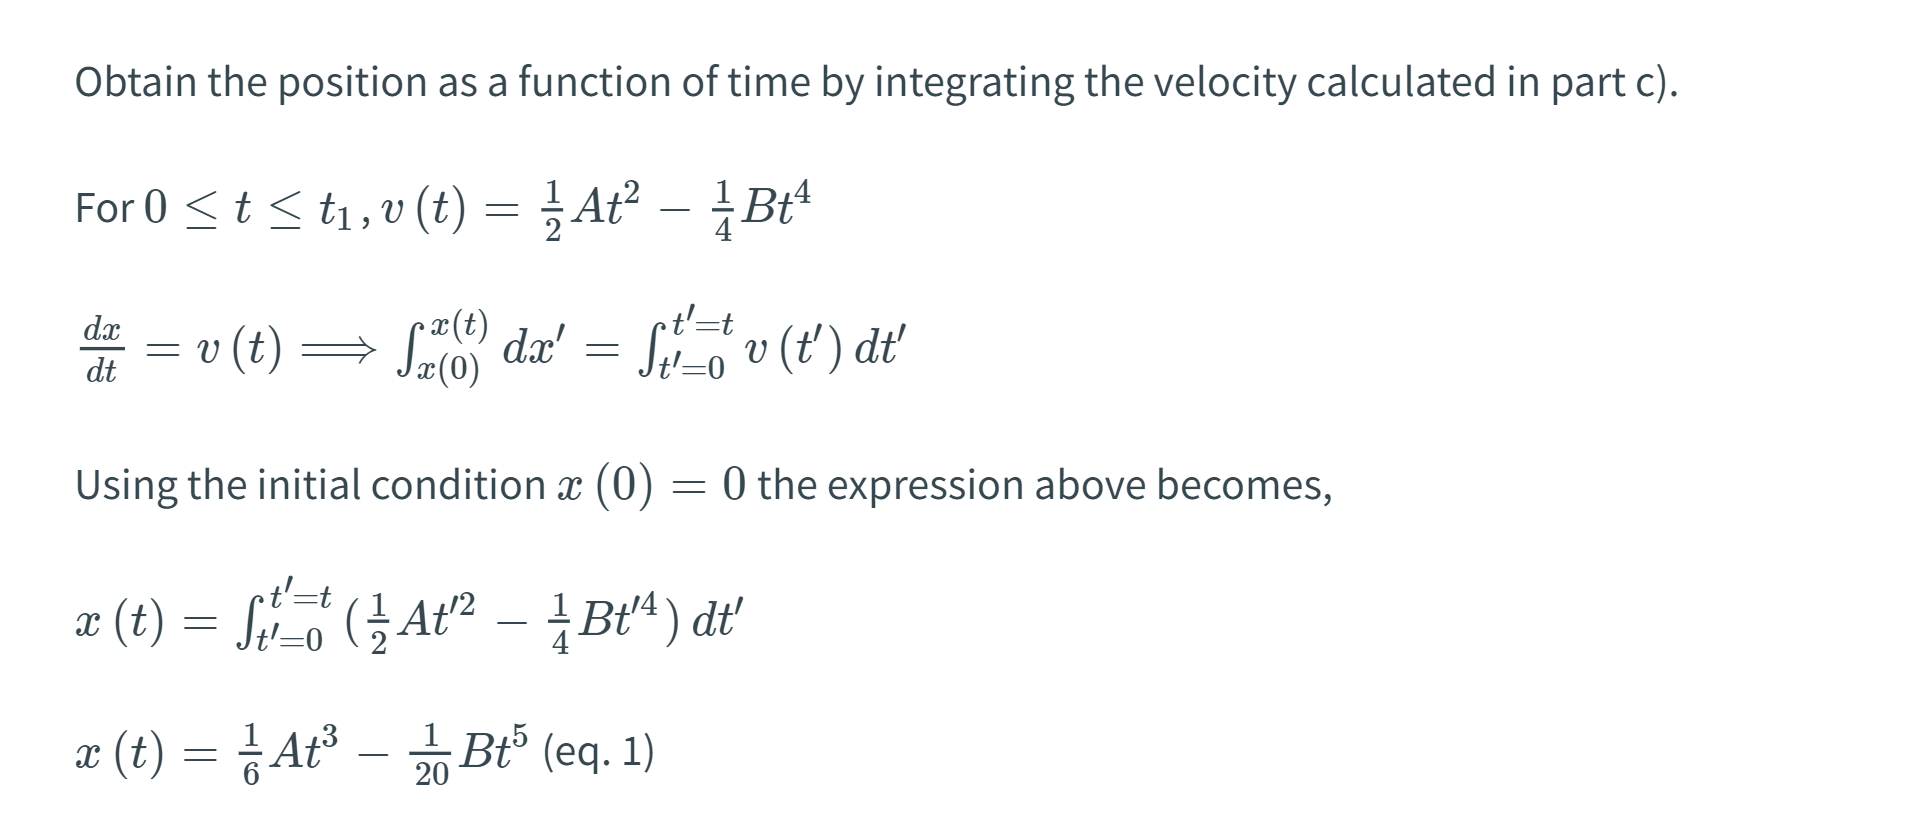 Obtain the position as a function of time by integrating the velocity calculated in part c).
For 0 ≤ t ≤ t₁, v (t) = ½At² − ¼Bt⁴
dx/dt = v (t) ⟹ ∫_{x(0)}^{x(t)} dx′ = ∫_{t′=0}^{t′=t} v (t′) dt′
Using the initial condition x (0) = 0 the expression above becomes,
x (t) = ∫_{t′=0}^{t′=t} (½At′² − ¼Bt′⁴) dt′
x (t) = 1/6 At³ − 1/20 Bt⁵ (eq. 1)